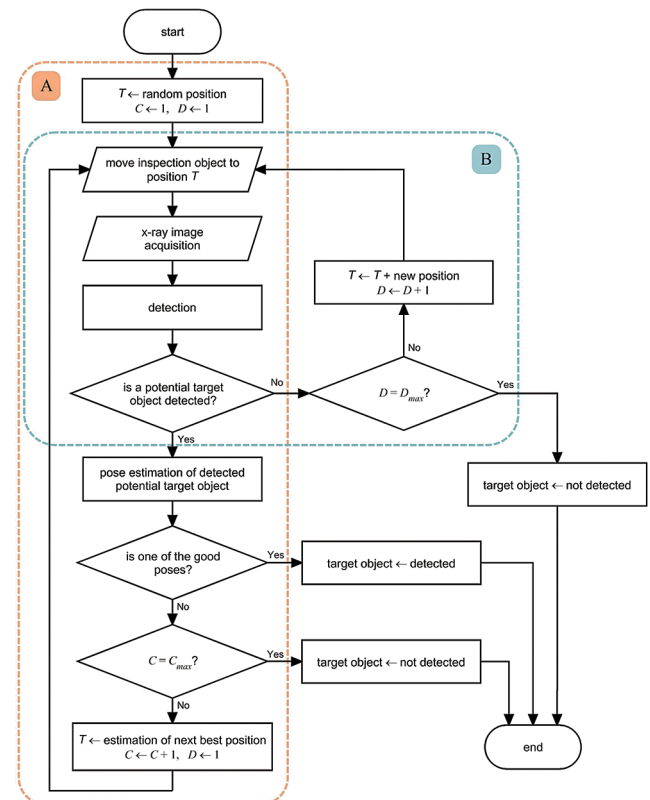 start
A
T ← random position
C ← 1, D ← 1
B
move inspection object to
position T
x-ray image
acquisition
T ← T + new position
D ← D + 1
detection
No
is a potential target
object detected?
No
D = Dmax?
Yes
Yes
pose estimation of detected
potential target object
target object ← not detected
is one of the good
poses?
Yes
target object ← detected
No
C = Cmax?
Yes
target object ← not detected
No
T ← estimation of next best position
C ← C + 1, D ← 1
end